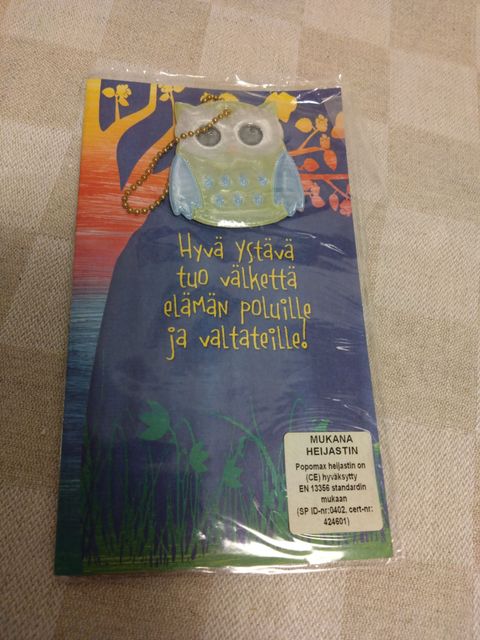 Hyvä ystävä
tuo välkettä
elämän poluille
ja valtateille!
MUKANA
HEIJASTIN
Popomax heijastin on
(CE) hyväksytty
EN 13356 standardin
mukaan
(SP ID-nr:0402, cert-nr:
424601)